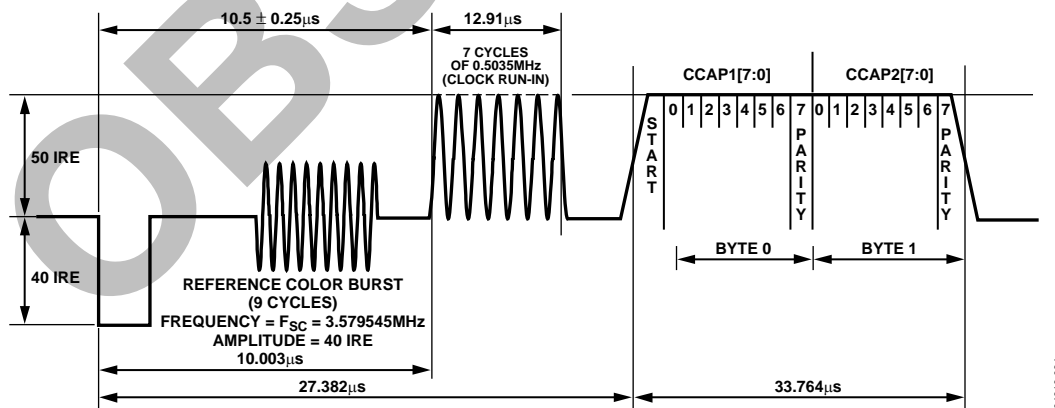 10.5 ± 0.25μs
12.91μs
7 CYCLES
OF 0.5035MHz
(CLOCK RUN-IN)
CCAP1[7:0]
CCAP2[7:0]
0 1 2 3 4 5 6 7 0 1 2 3 4 5 6 7
START
PARITY
PARITY
50 IRE
40 IRE
BYTE 0
BYTE 1
REFERENCE COLOR BURST
(9 CYCLES)
FREQUENCY = FSC = 3.579545MHz
AMPLITUDE = 40 IRE
10.003μs
27.382μs
33.764μs